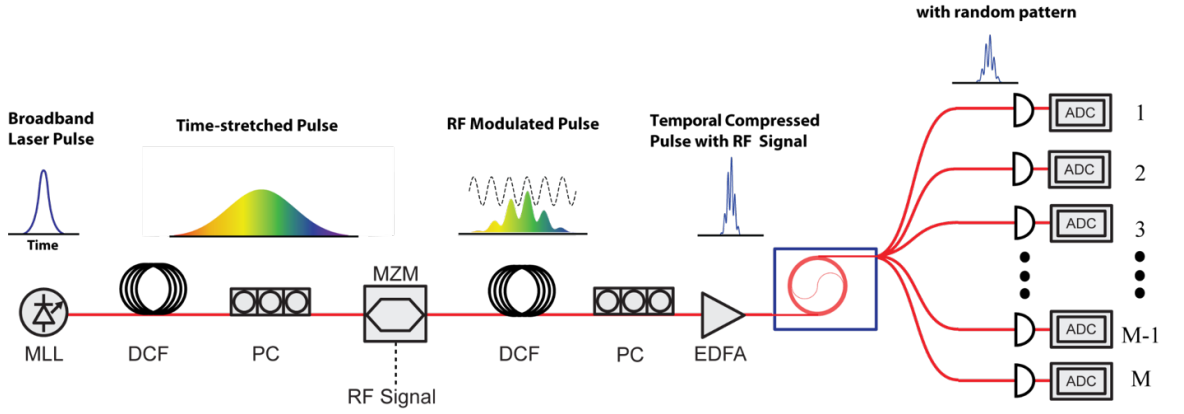 with random pattern
Broadband
Laser Pulse
Time
Time-stretched Pulse
RF Modulated Pulse
Temporal Compressed
Pulse with RF Signal
MLL
DCF
PC
MZM
RF Signal
DCF
PC
EDFA
ADC 1
ADC 2
ADC 3
ADC M-1
ADC M